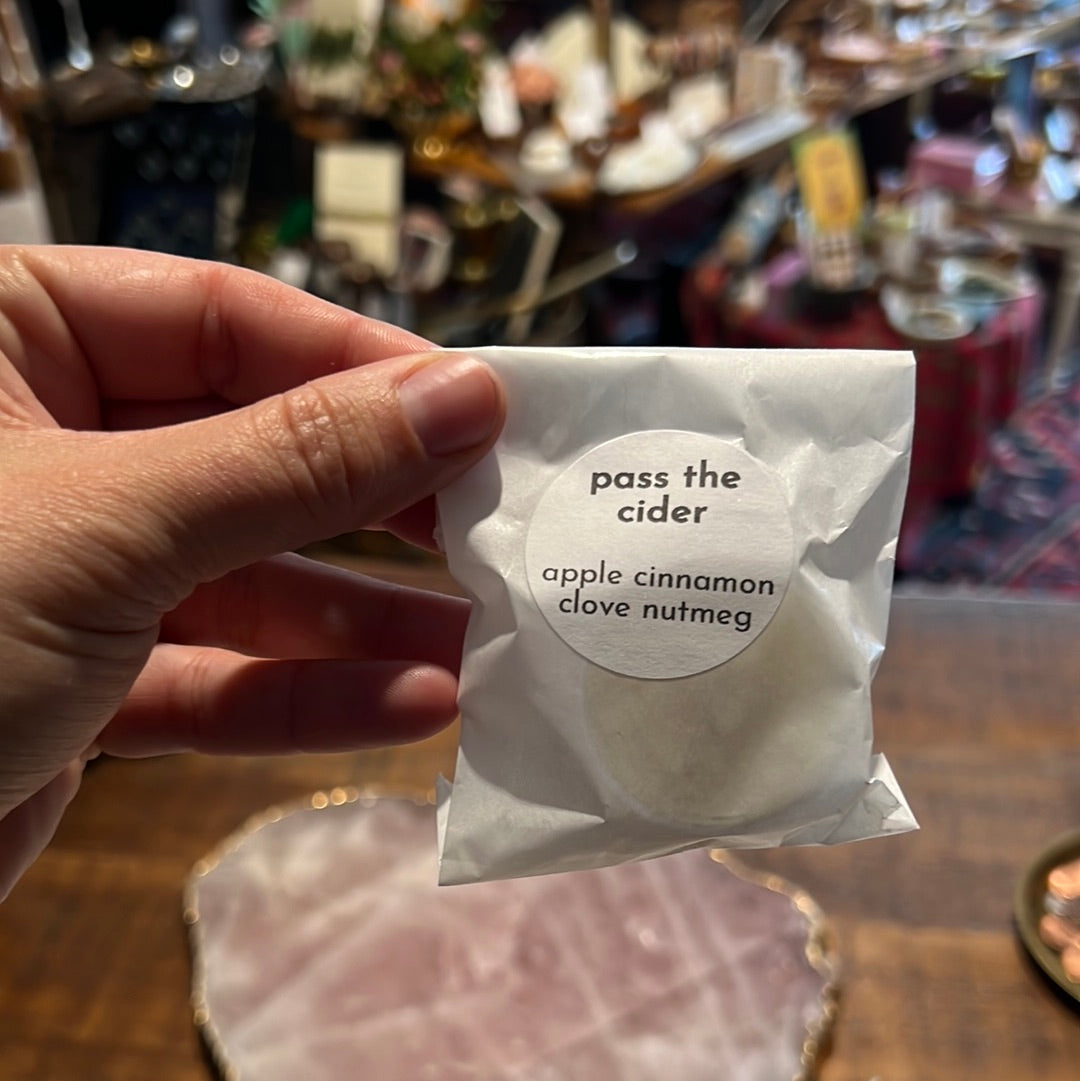 pass the
cider
apple cinnamon
clove nutmeg